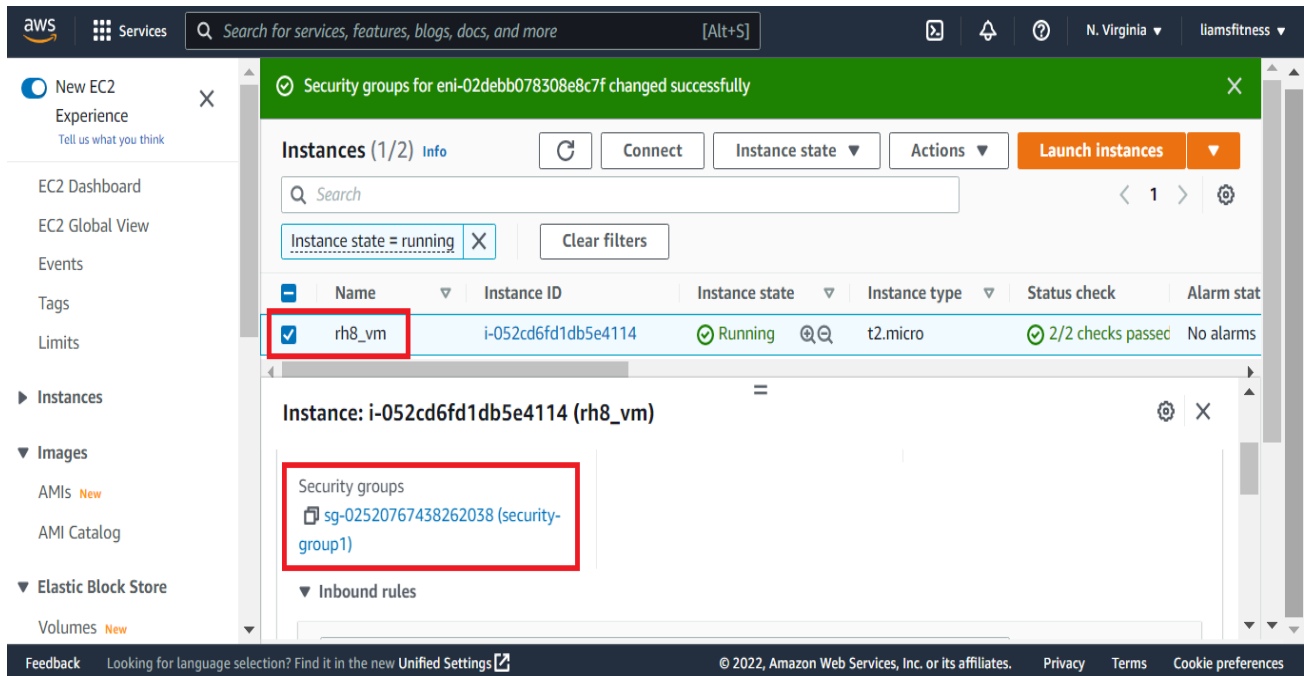 aws
Services
Search for services, features, blogs, docs, and more
[Alt+S]
N. Virginia
liamsfitness
New EC2
Experience
Tell us what you think
EC2 Dashboard
EC2 Global View
Events
Tags
Limits
Instances
Images
AMIs New
AMI Catalog
Elastic Block Store
Volumes New
Security groups for eni-02debb078308e8c7f changed successfully
Instances (1/2) Info
Connect
Instance state
Actions
Launch instances
Search
1
Instance state = running
Clear filters
Name Instance ID Instance state Instance type Status check Alarm stat
rh8_vm i-052cd6fd1db5e4114 Running t2.micro 2/2 checks passed No alarms
Instance: i-052cd6fd1db5e4114 (rh8_vm)
Security groups
sg-02520767438262038 (security-
group1)
Inbound rules
Feedback Looking for language selection? Find it in the new Unified Settings © 2022, Amazon Web Services, Inc. or its affiliates. Privacy Terms Cookie preferences